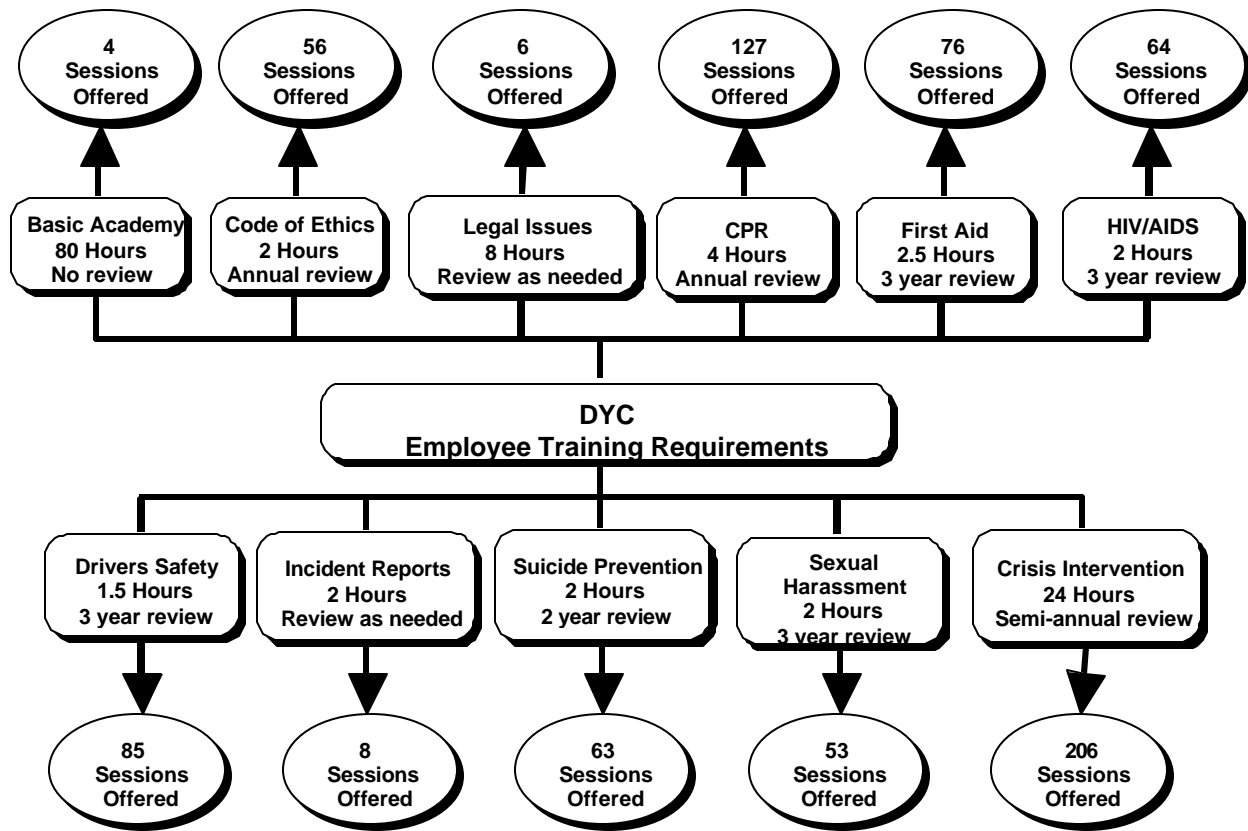 4
Sessions
Offered
56
Sessions
Offered
6
Sessions
Offered
127
Sessions
Offered
76
Sessions
Offered
64
Sessions
Offered
Basic Academy
80 Hours
No review
Code of Ethics
2 Hours
Annual review
Legal Issues
8 Hours
Review as needed
CPR
4 Hours
Annual review
First Aid
2.5 Hours
3 year review
HIV/AIDS
2 Hours
3 year review
DYC
Employee Training Requirements
Drivers Safety
1.5 Hours
3 year review
Incident Reports
2 Hours
Review as needed
Suicide Prevention
2 Hours
2 year review
Sexual
Harassment
2 Hours
3 year review
Crisis Intervention
24 Hours
Semi-annual review
85
Sessions
Offered
8
Sessions
Offered
63
Sessions
Offered
53
Sessions
Offered
206
Sessions
Offered